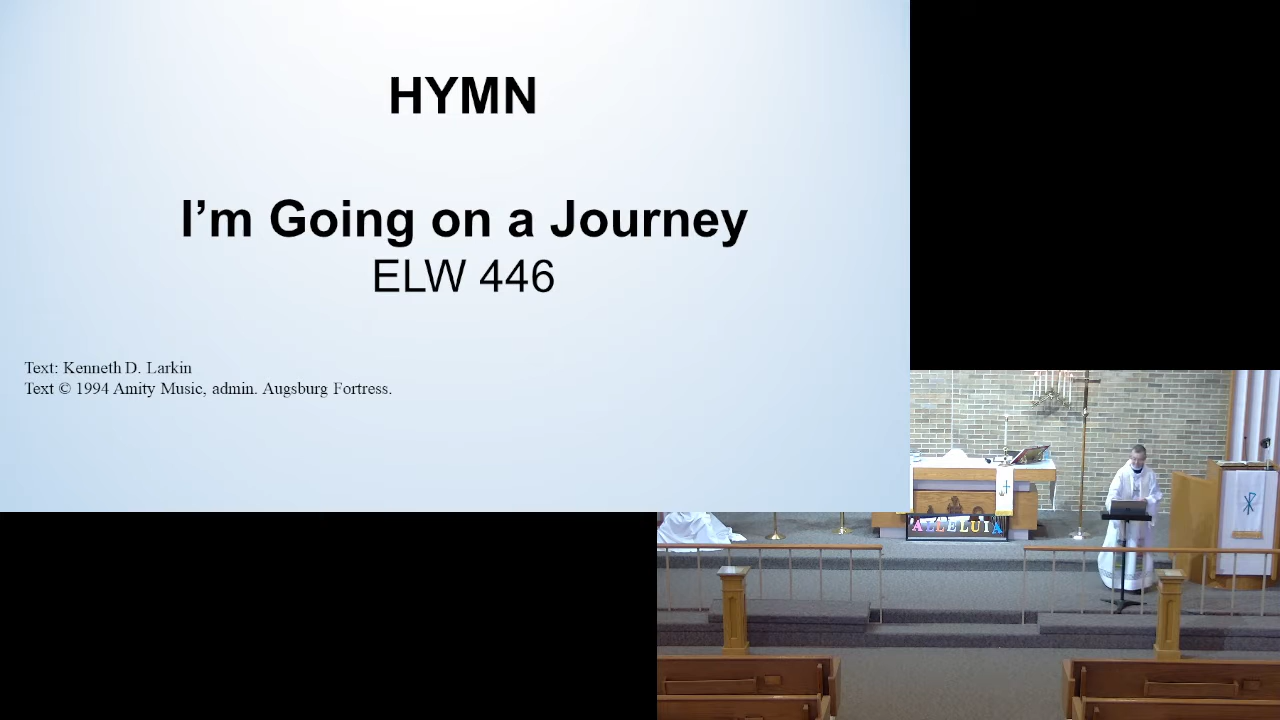 HYMN
I’m Going on a Journey
ELW 446
Text: Kenneth D. Larkin
Text © 1994 Amity Music, admin. Augsburg Fortress.
ALLELUIA